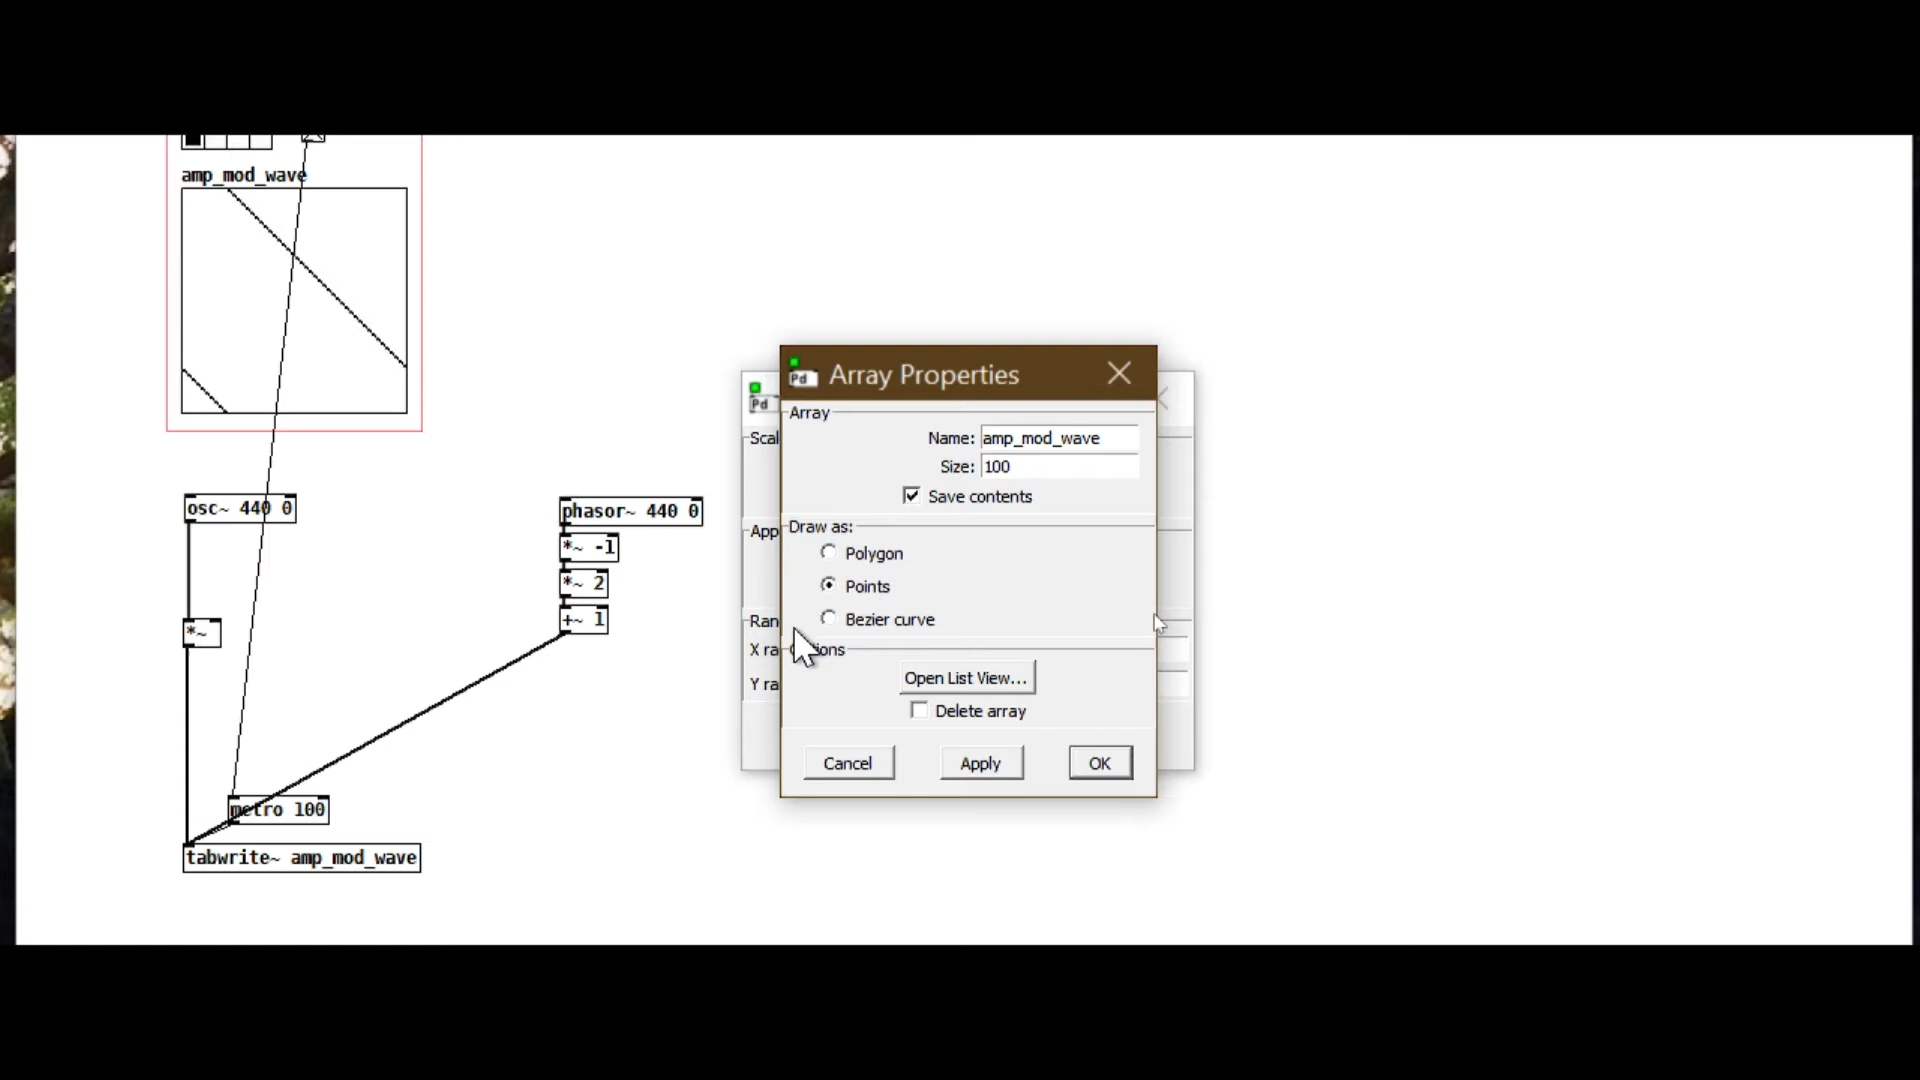 amp_mod_wave
osc~ 440 0
*~
metro 100
tabwrite~ amp_mod_wave
phasor~ 440 0
*~ -1
*~ 2
+~ 1
Pd
Scal
App
Ran
X ra
Y ra
Pd
Array Properties
Array
Name: amp_mod_wave
Size: 100
Save contents
Draw as:
Polygon
Points
Bezier curve
Open List View...
Delete array
Cancel
Apply
OK